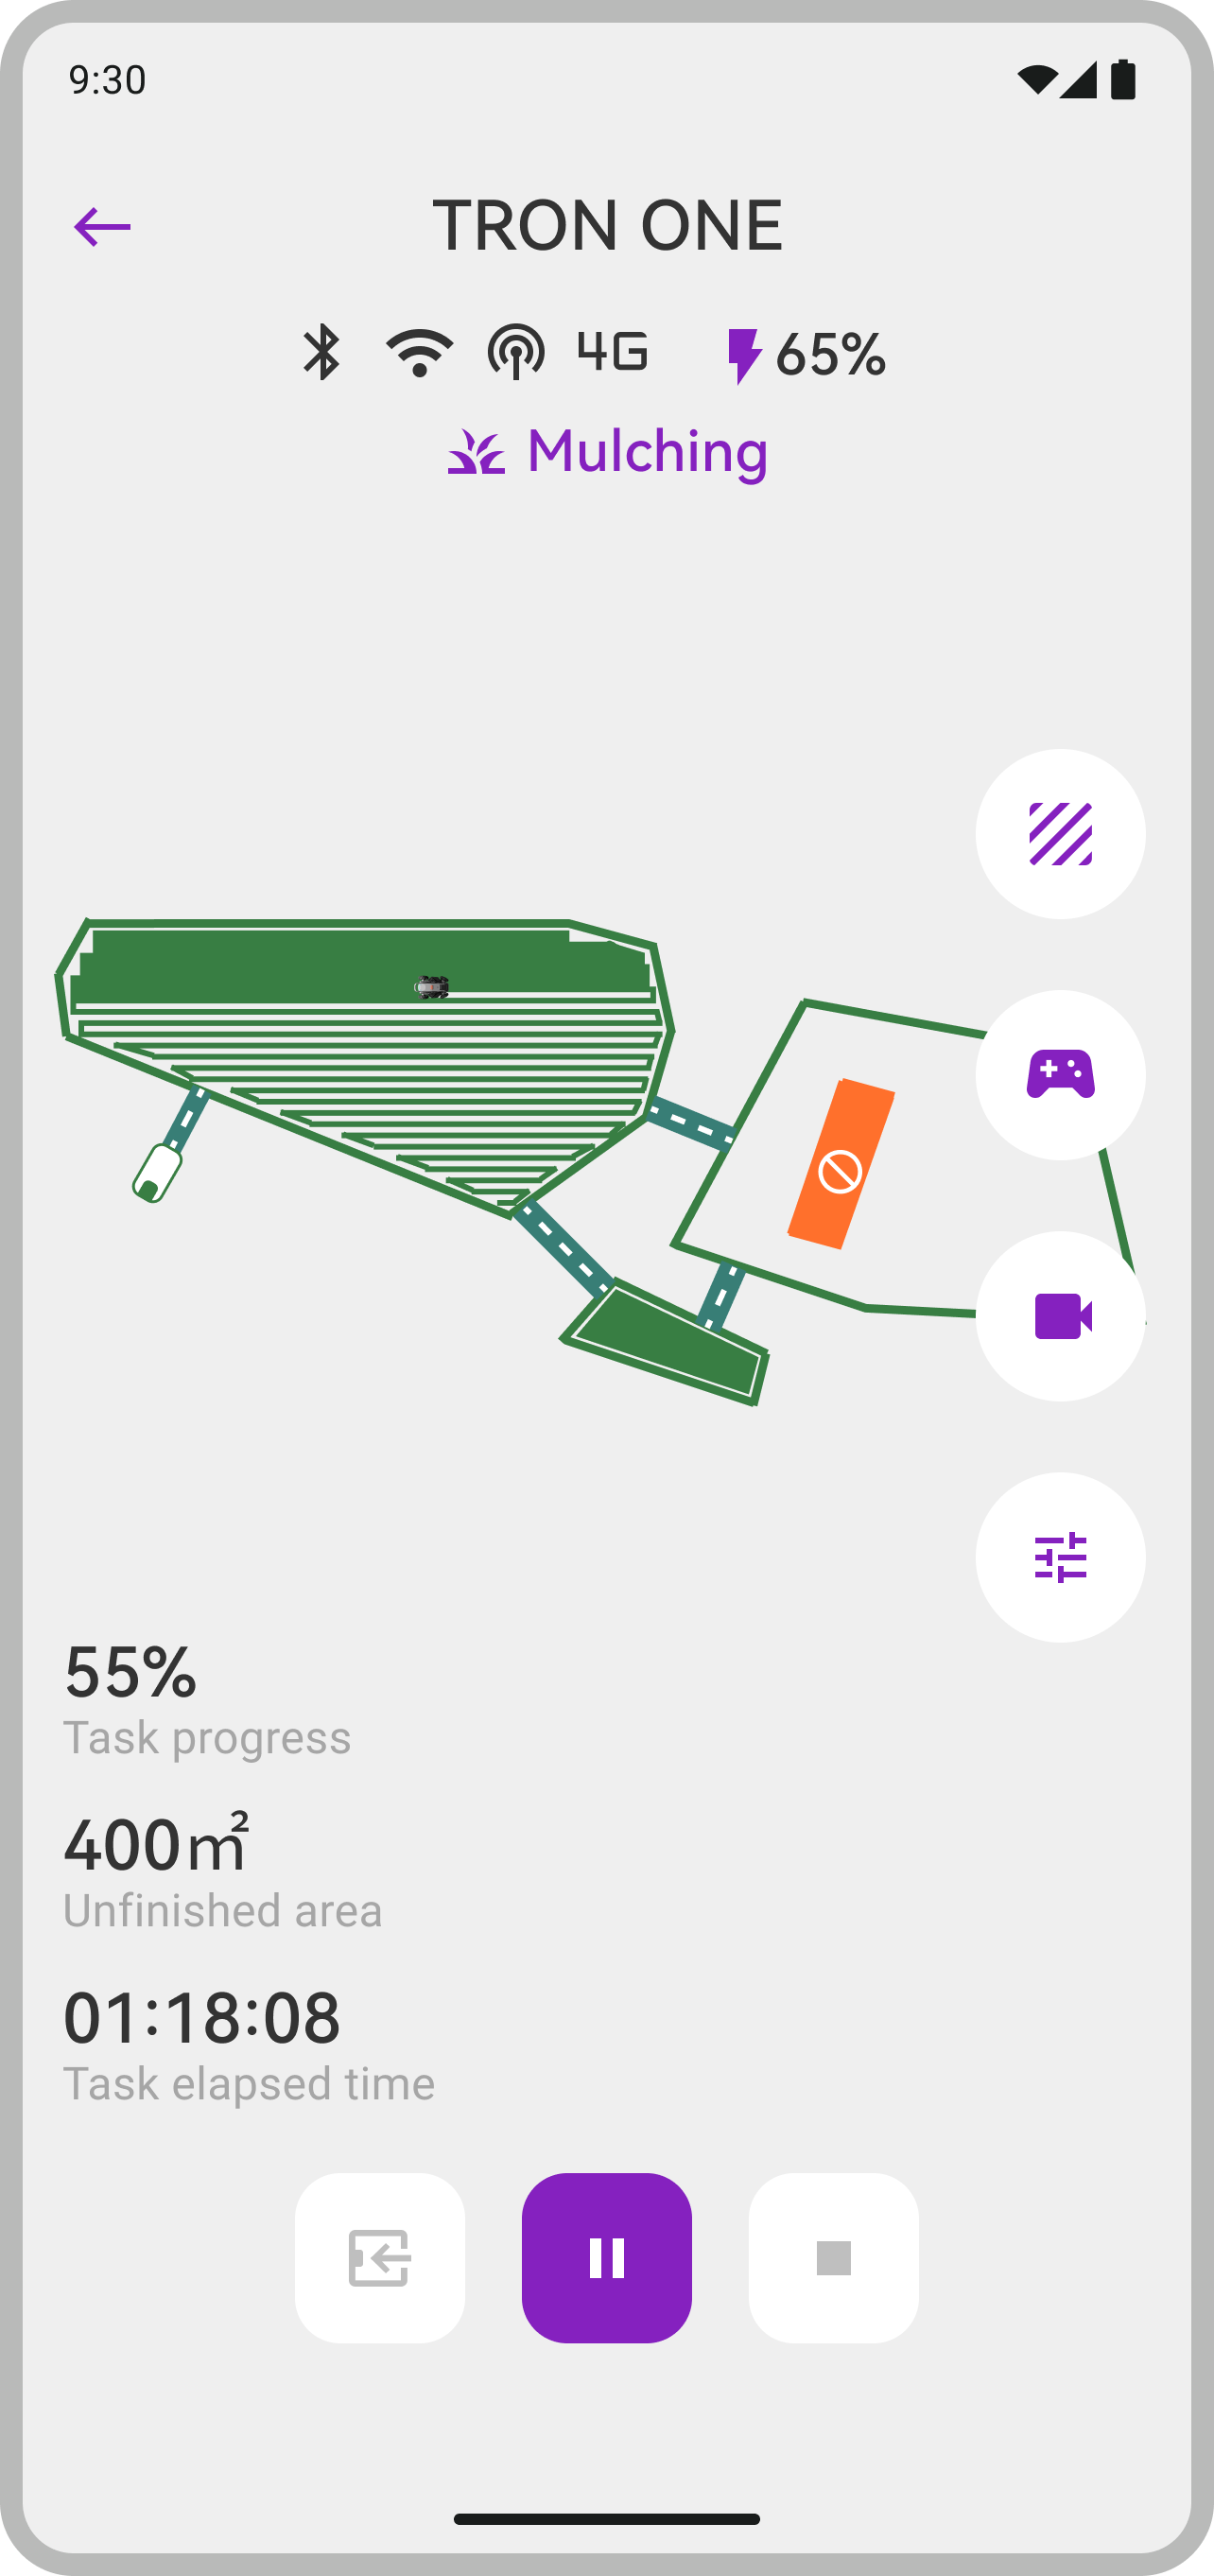 9:30
TRON ONE
4G 65%
Mulching
55%
Task progress
400㎡
Unfinished area
01:18:08
Task elapsed time